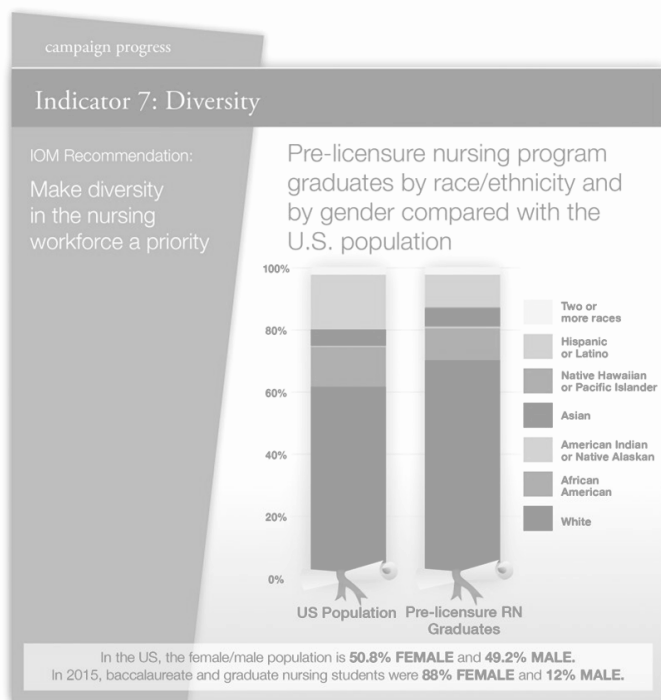 campaign progress
Indicator 7: Diversity
IOM Recommendation:
Make diversity
in the nursing
workforce a priority
Pre-licensure nursing program
graduates by race/ethnicity and
by gender compared with the
U.S. population
100%
80%
60%
40%
20%
0%
US Population
Pre-licensure RN
Graduates
Two or
more races
Hispanic
or Latino
Native Hawaiian
or Pacific Islander
Asian
American Indian
or Native Alaskan
African
American
White
In the US, the female/male population is 50.8% FEMALE and 49.2% MALE.
In 2015, baccalaureate and graduate nursing students were 88% FEMALE and 12% MALE.